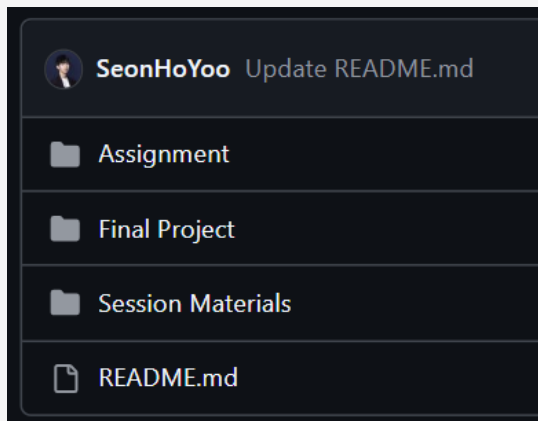 SeonHoYoo Update README.md
Assignment
Final Project
Session Materials
README.md